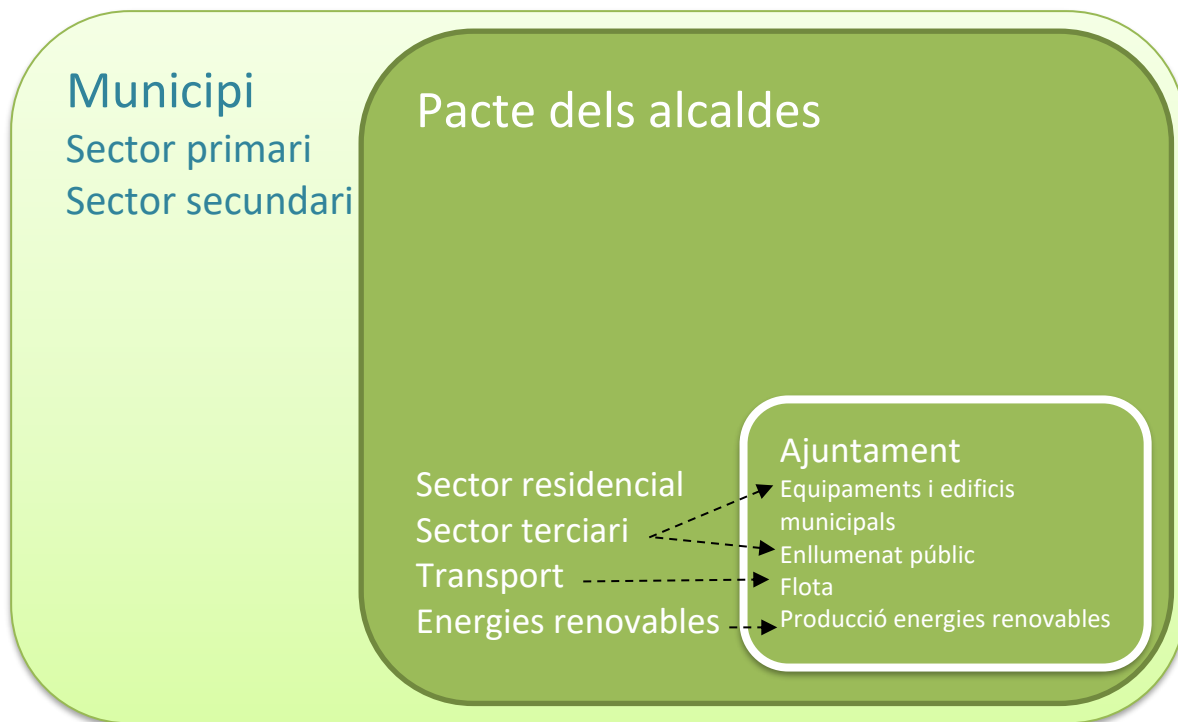 Municipi
Sector primari
Sector secundari
Pacte dels alcaldes
Sector residencial
Sector terciari
Transport
Energies renovables
Ajuntament
Equipaments i edificis
municipals
Enllumenat públic
Flota
Producció energies renovables